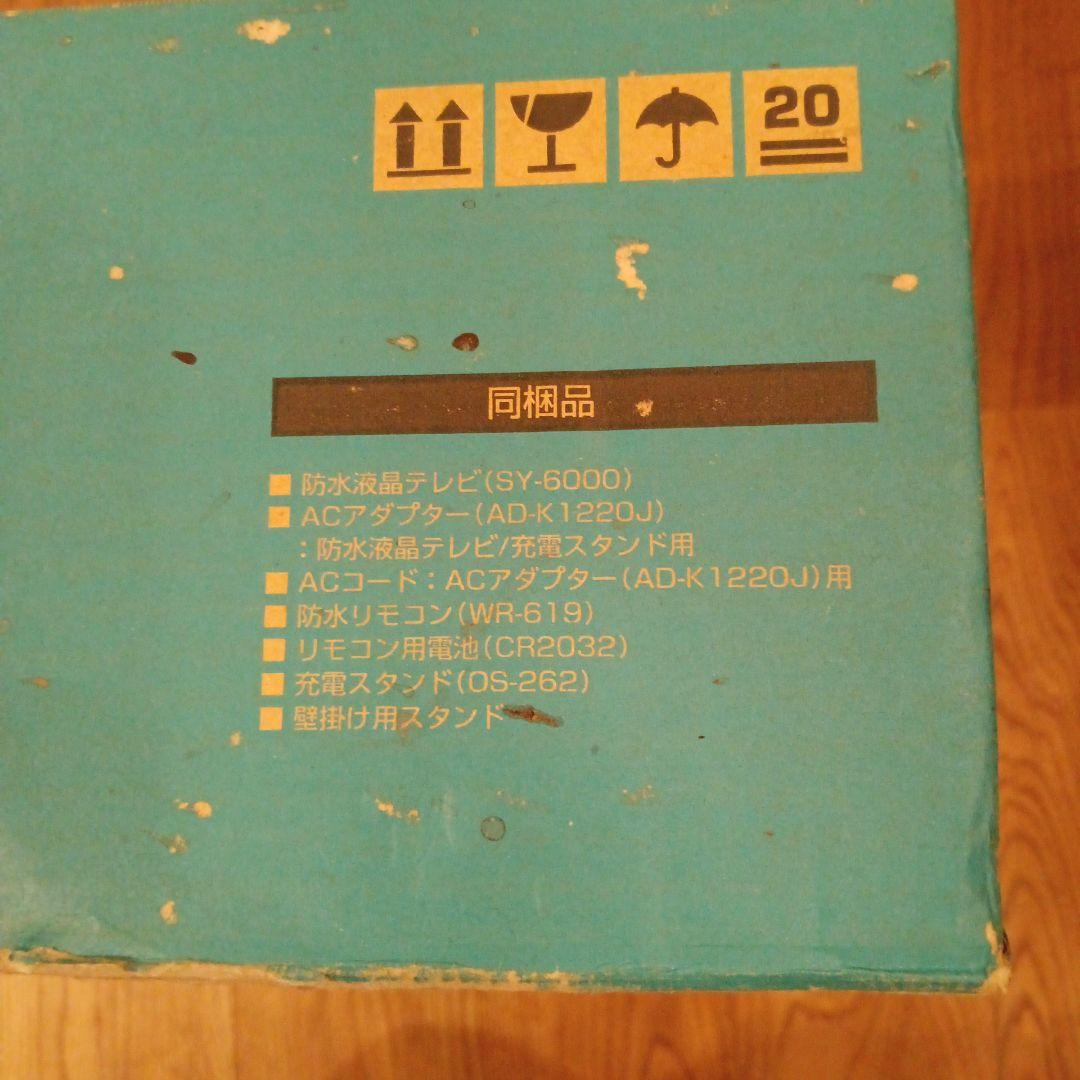 20
同梱品
■ 防水液晶テレビ(SY-6000)
■ ACアダプター(AD-K1220J)
：防水液晶テレビ/充電スタンド用
■ ACコード：ACアダプター(AD-K1220J)用
■ 防水リモコン(WR-619)
■ リモコン用電池(CR2032)
■ 充電スタンド(OS-262)
■ 壁掛け用スタンド